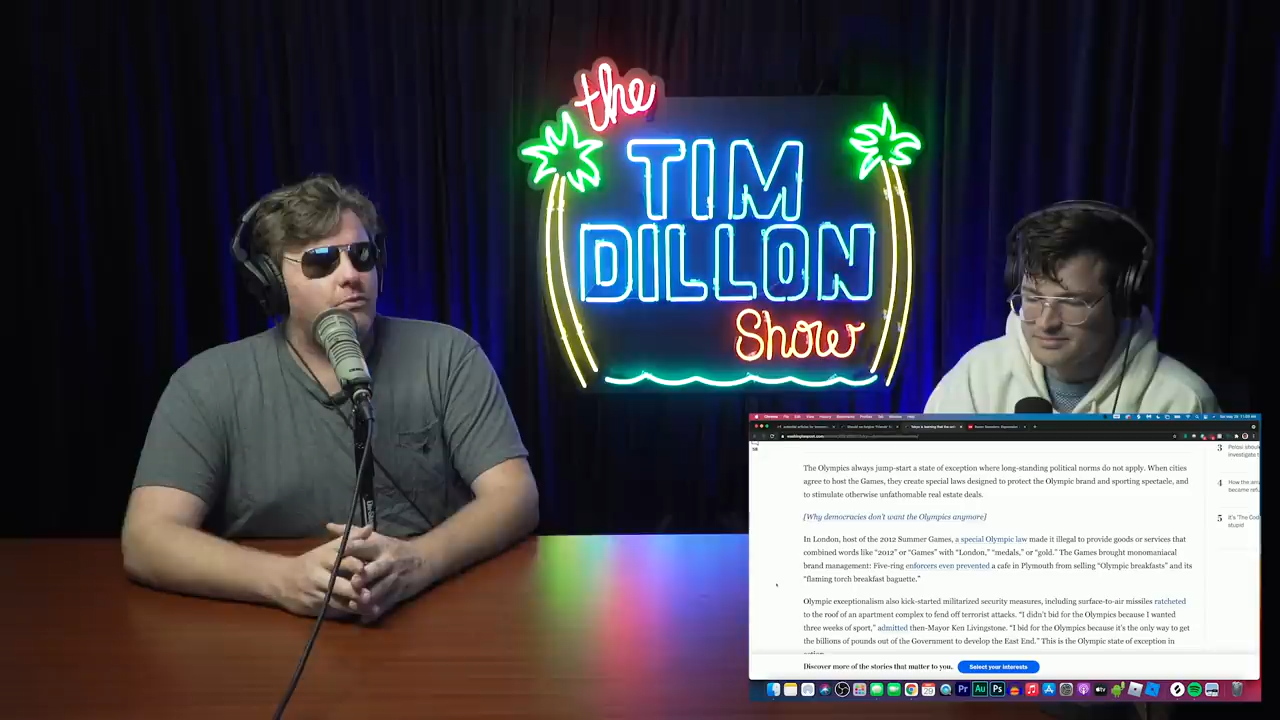 the
TIM
DILLON
Show
The Olympics always jump-start a state of exception where long-standing political norms do not apply. When cities
agree to host the Games, they create special laws designed to protect the Olympic brand and sporting spectacle, and
to stimulate otherwise unfathomable real estate deals.
[Why democracies don't want the Olympics anymore]
In London, host of the 2012 Summer Games, a special Olympic law made it illegal to provide goods or services that
combined words like “2012” or “Games” with “London,” “medals,” or “gold.” The Games brought monomaniacal
brand management: Five-ring enforcers even prevented a cafe in Plymouth from selling “Olympic breakfasts” and its
“flaming torch breakfast baguette.”
Olympic exceptionalism also kick-started militarized security measures, including surface-to-air missiles ratcheted
to the roof of an apartment complex to fend off terrorist attacks. “I didn't bid for the Olympics because I wanted
three weeks of sport,” admitted then-Mayor Ken Livingstone. “I bid for the Olympics because it's the only way to get
the billions of pounds out of the Government to develop the East End.” This is the Olympic state of exception in
Discover more of the stories that matter to you.
Select your interests
3
investigate
4
5
stupid
Chrome